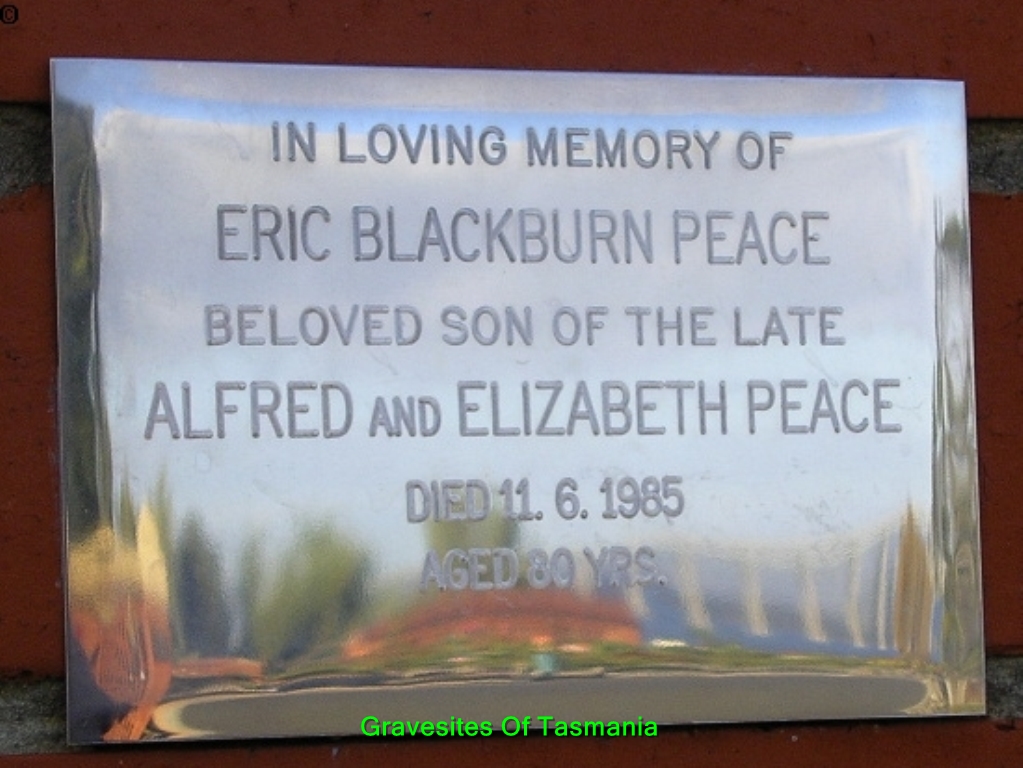 ©
IN LOVING MEMORY OF
ERIC BLACKBURN PEACE
BELOVED SON OF THE LATE
ALFRED AND ELIZABETH PEACE
DIED 11. 6. 1985
AGED 80 YRS.
Gravesites Of Tasmania